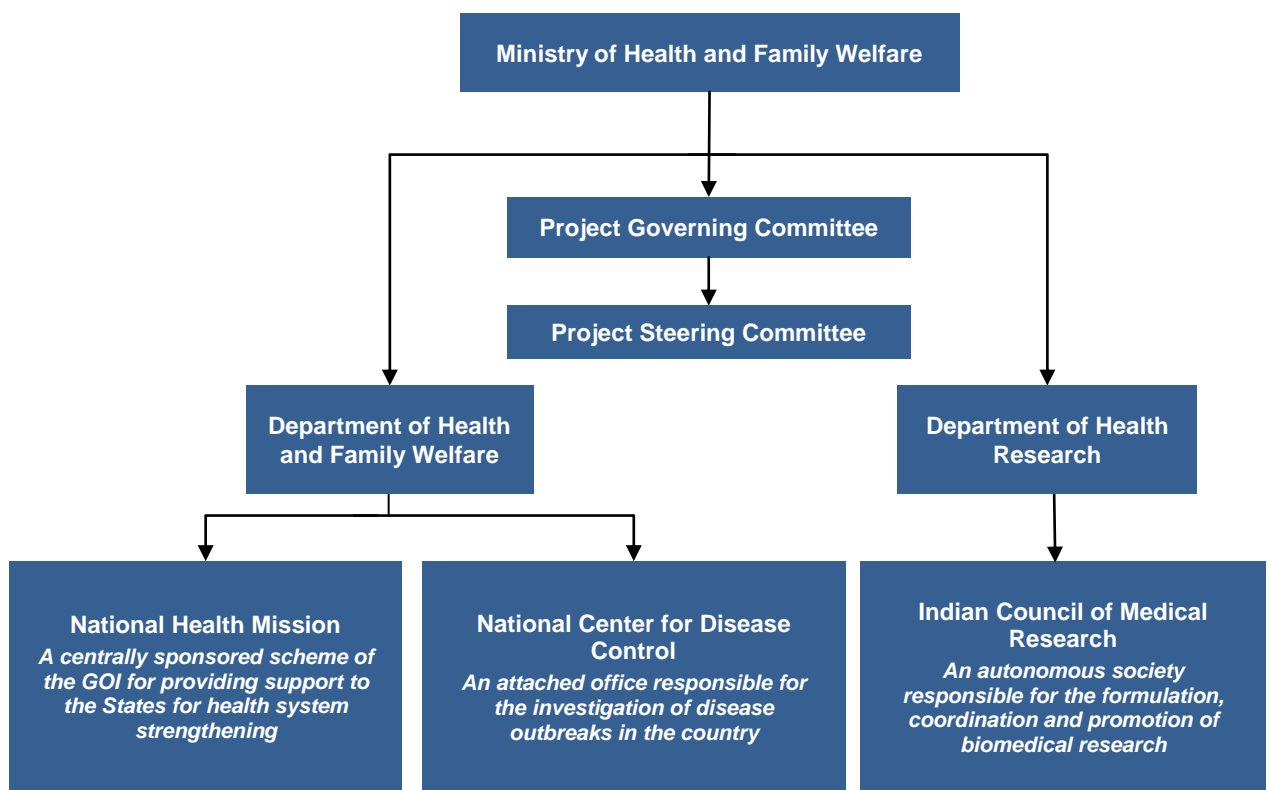 Ministry of Health and Family Welfare
Project Governing Committee
Project Steering Committee
Department of Health
and Family Welfare
Department of Health
Research
National Health Mission
A centrally sponsored scheme of
the GOI for providing support to
the States for health system
strengthening
National Center for Disease
Control
An attached office responsible for
the investigation of disease
outbreaks in the country
Indian Council of Medical
Research
An autonomous society
responsible for the formulation,
coordination and promotion of
biomedical research